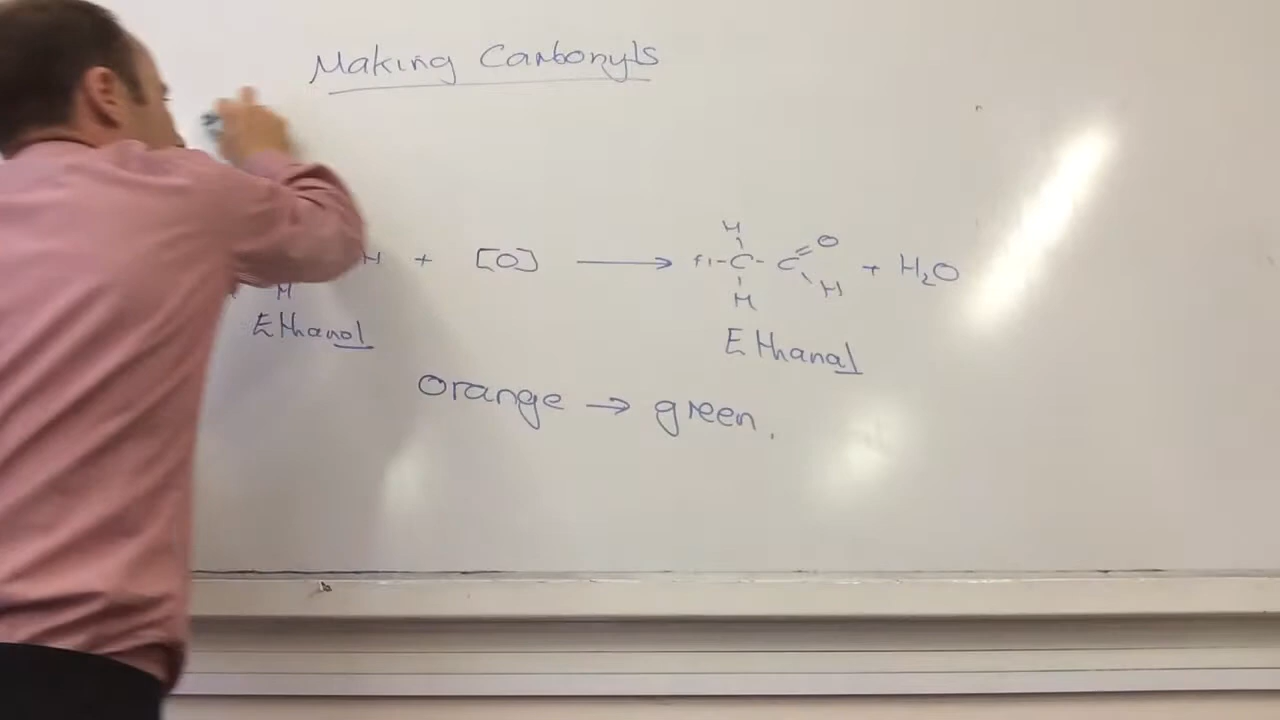 Making Carbonyls
H + [O] → H-C-C=O + H₂O
H
H
H
H
Ethanol
Ethanal
orange → green.